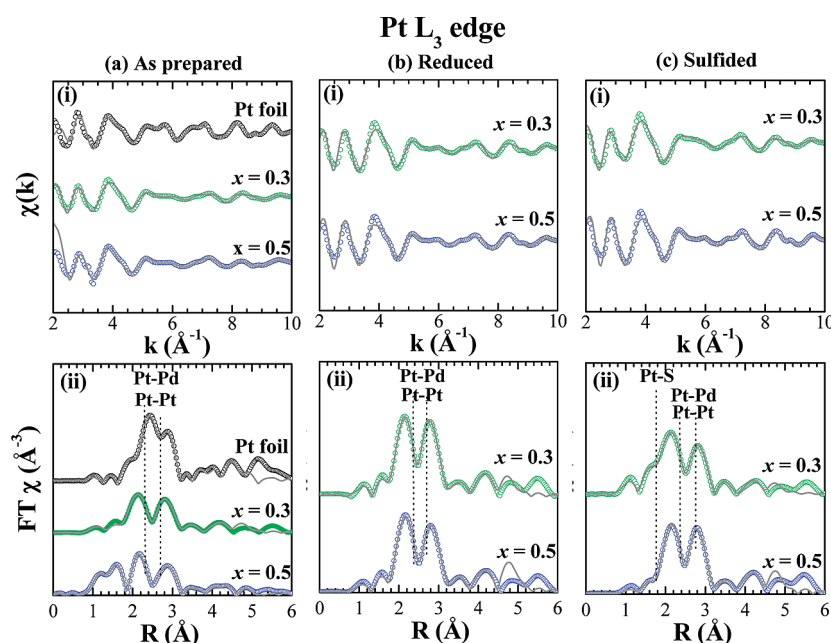 Pt L3 edge
(a) As prepared
(b) Reduced
(c) Sulfided
χ(k)
(i)
Pt foil
x = 0.3
x = 0.5
2 4 6 8 10
k (Å-1)
(i)
x = 0.3
x = 0.5
2 4 6 8 10
k (Å-1)
(i)
x = 0.3
x = 0.5
2 4 6 8 10
k (Å-1)
FT χ (Å-3)
(ii)
Pt-Pd
Pt-Pt
Pt foil
x = 0.3
x = 0.5
0 1 2 3 4 5 6
R (Å)
(ii)
Pt-Pd
Pt-Pt
x = 0.3
x = 0.5
0 1 2 3 4 5 6
R (Å)
(ii)
Pt-S
Pt-Pd
Pt-Pt
x = 0.3
x = 0.5
0 1 2 3 4 5 6
R (Å)